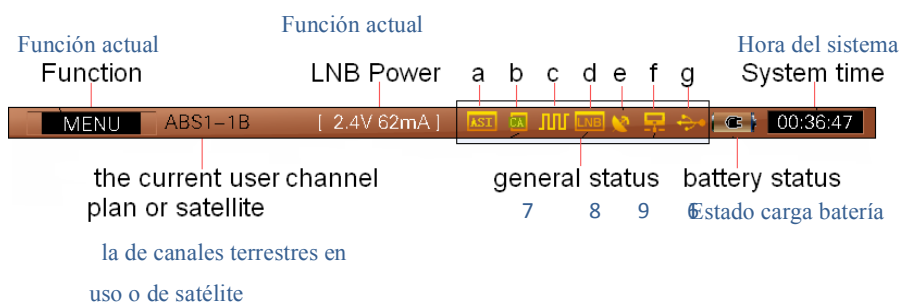 Función actual
Función actual
Hora del sistema
Function
LNB Power
a b c d e f g
System time
MENU
ABS1-1B
[ 2.4V 62mA ]
ASI
CA
LNB
00:36:47
the current user channel
plan or satellite
general status
battery status
7 8 9 6
Estado carga batería
la de canales terrestres en
uso o de satélite